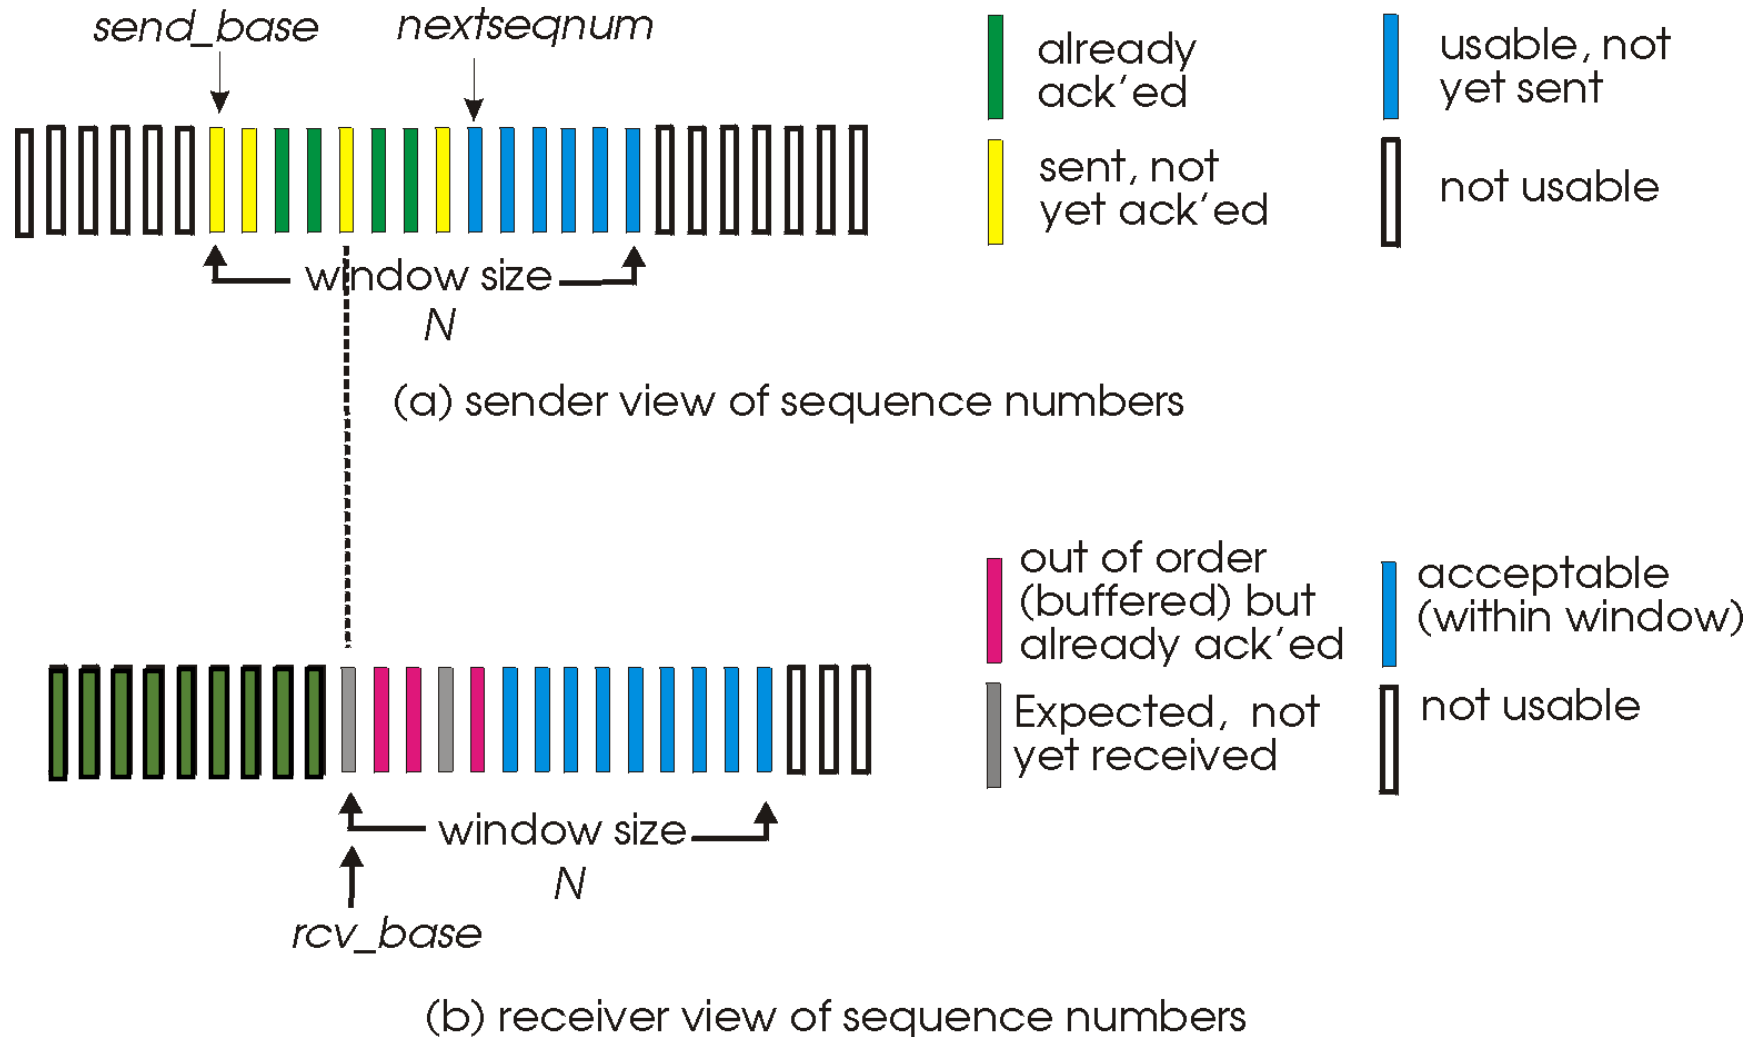 send_base
nextseqnum
already
ack'ed
usable, not
yet sent
sent, not
yet ack'ed
not usable
window size
N
(a) sender view of sequence numbers
out of order
(buffered) but
already ack'ed
acceptable
(within window)
Expected, not
yet received
not usable
window size
N
rcv_base
(b) receiver view of sequence numbers